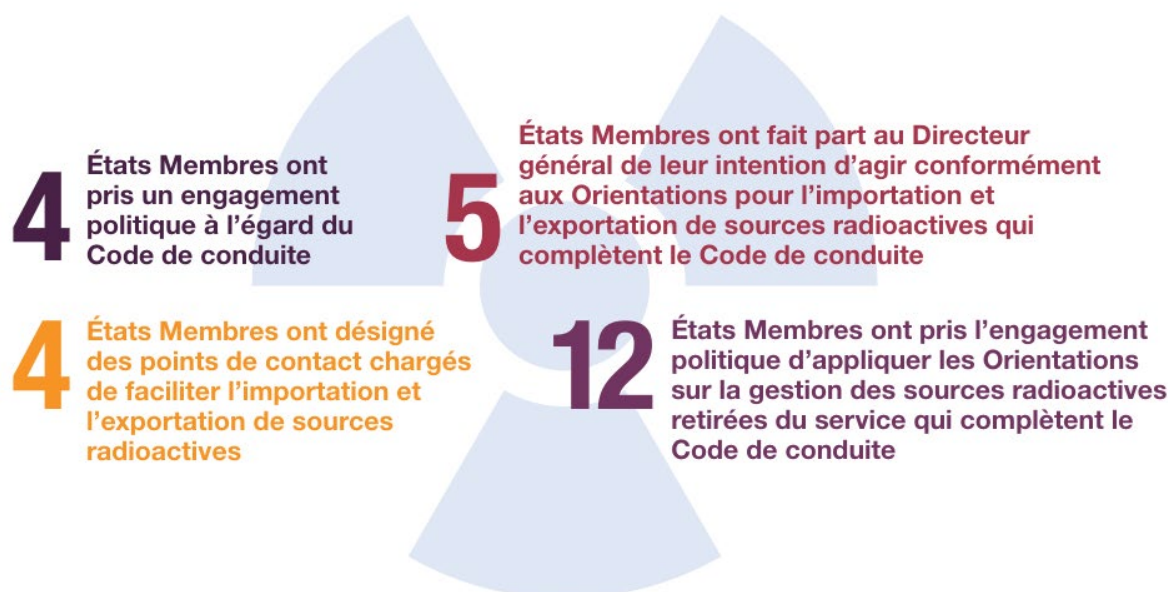 4
États Membres ont
pris un engagement
politique à l’égard du
Code de conduite
5
États Membres ont fait part au Directeur
général de leur intention d’agir conformément
aux Orientations pour l’importation et
l’exportation de sources radioactives qui
complètent le Code de conduite
4
États Membres ont désigné
des points de contact chargés
de faciliter l’importation et
l’exportation de sources
radioactives
12
États Membres ont pris l’engagement
politique d’appliquer les Orientations
sur la gestion des sources radioactives
retirées du service qui complètent le
Code de conduite